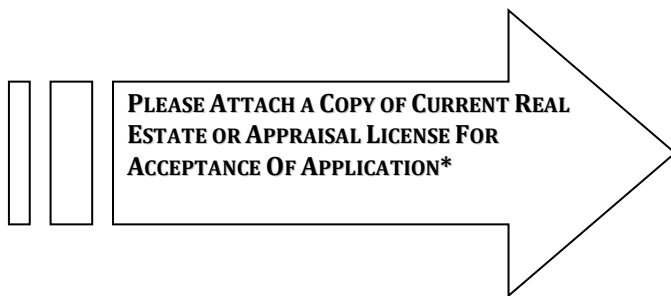 PLEASE ATTACH A COPY OF CURRENT REAL
ESTATE OR APPRAISAL LICENSE FOR
ACCEPTANCE OF APPLICATION*